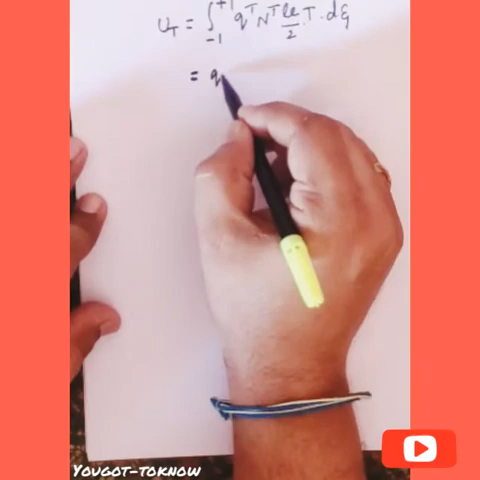 U_T = ∫_{-1}^{+1} q^T N^T le/2 . T . dξ
= q
YOUGOT-TOKNOW